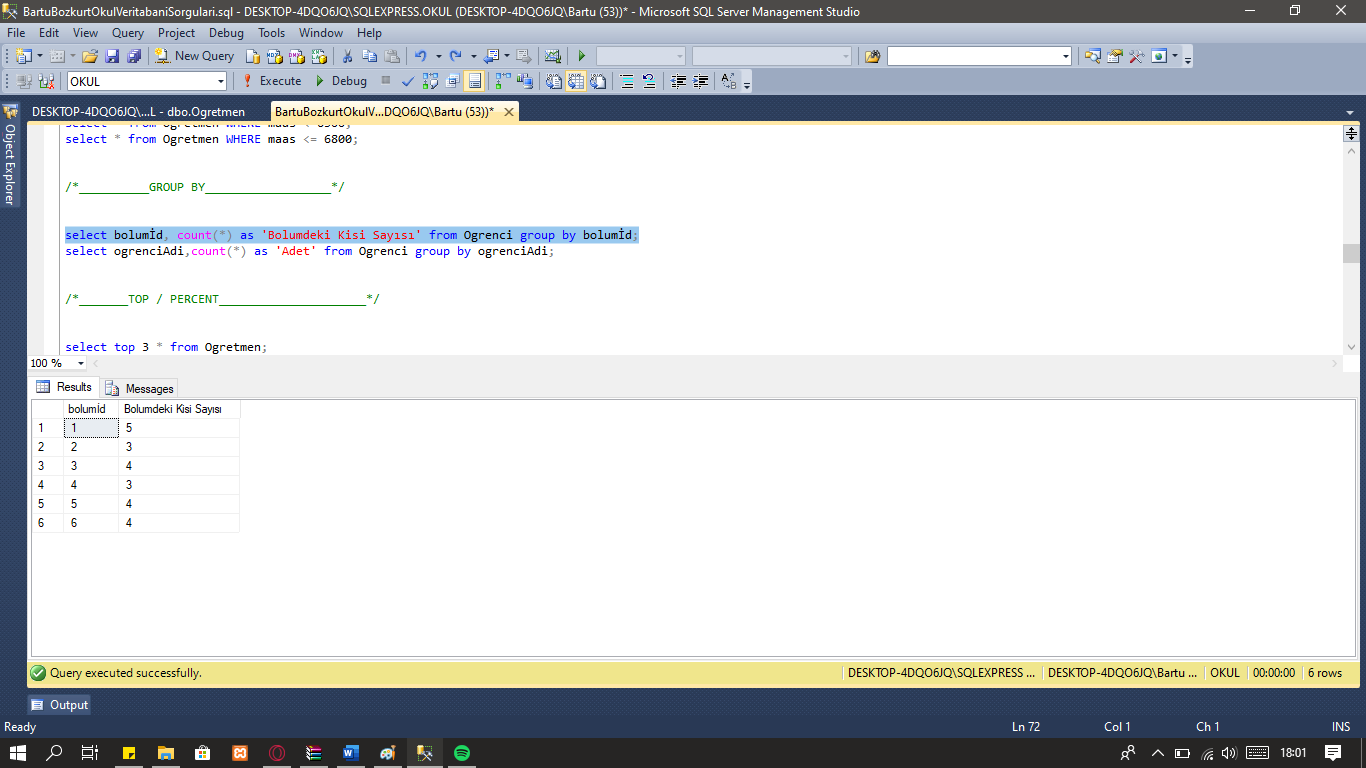 BartuBozkurtOkulVeritabaniSorgulari.sql - DESKTOP-4DQO6JQ\SQLEXPRESS.OKUL (DESKTOP-4DQO6JQ\Bartu (53))* - Microsoft SQL Server Management Studio
File Edit View Query Project Debug Tools Window Help
New Query
OKUL Execute Debug
Object Explorer
DESKTOP-4DQO6JQ\...L - dbo.Ogretmen BartuBozkurtOkulV...DQO6JQ\Bartu (53))*
select * from Ogretmen WHERE maas <= 6800;
/*__________GROUP BY__________________*/
select bolumİd, count(*) as 'Bolumdeki Kisi Sayısı' from Ogrenci group by bolumİd;
select ogrenciAdi,count(*) as 'Adet' from Ogrenci group by ogrenciAdi;
/*_______TOP / PERCENT_____________________*/
select top 3 * from Ogretmen;
100 %
Results Messages
bolumİd Bolumdeki Kisi Sayısı
1 1 5
2 2 3
3 3 4
4 4 3
5 5 4
6 6 4
Query executed successfully. DESKTOP-4DQO6JQ\SQLEXPRESS ... DESKTOP-4DQO6JQ\Bartu ... OKUL 00:00:00 6 rows
Output
Ready Ln 72 Col 1 Ch 1 INS
18:01